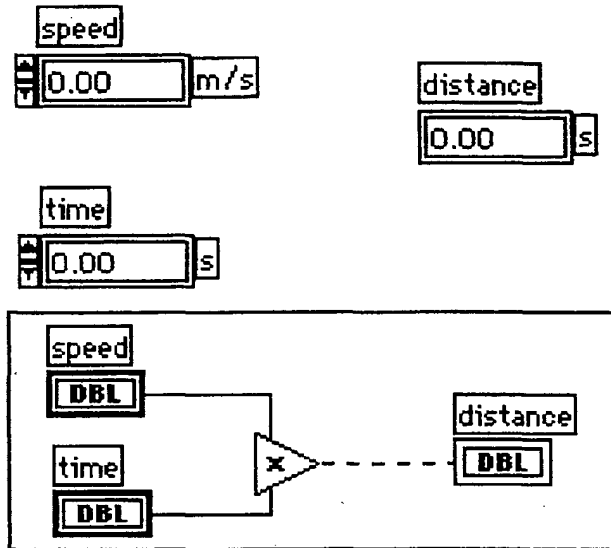 speed
0.00 m/s
distance
0.00 s
time
0.00 s
speed
DBL
distance
time
x
DBL
DBL